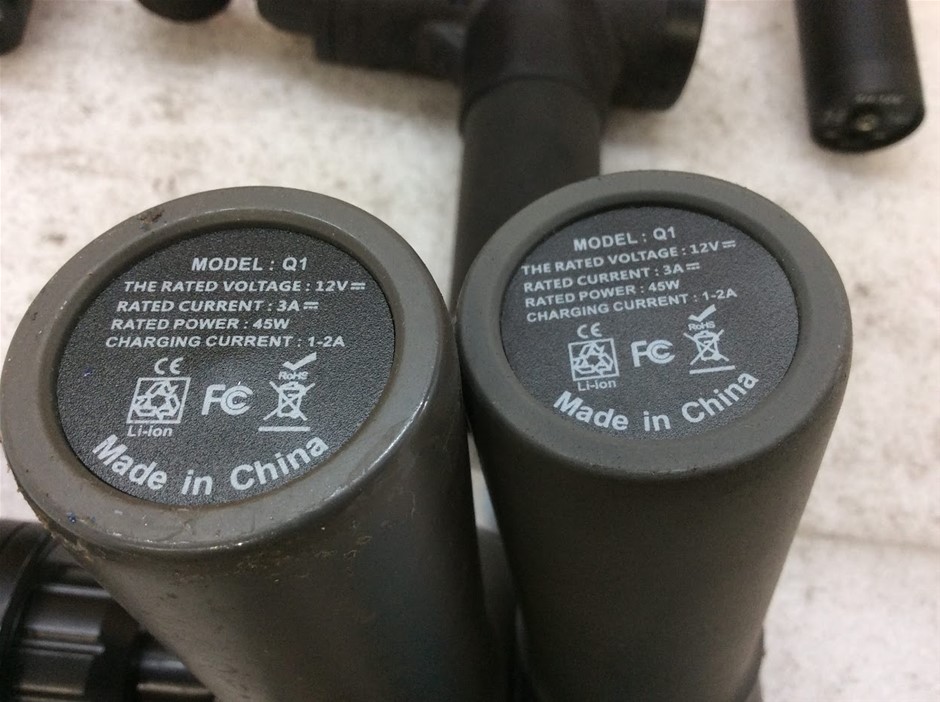 MODEL : Q1
THE RATED VOLTAGE : 12V⎓
RATED CURRENT : 3A⎓
RATED POWER : 45W
CHARGING CURRENT : 1-2A
CE
RoHS
FC
Li-ion
Made in China
MODEL : Q1
THE RATED VOLTAGE : 12V⎓
RATED CURRENT : 3A⎓
RATED POWER : 45W
CHARGING CURRENT : 1-2A
CE
RoHS
FC
Li-ion
Made in China